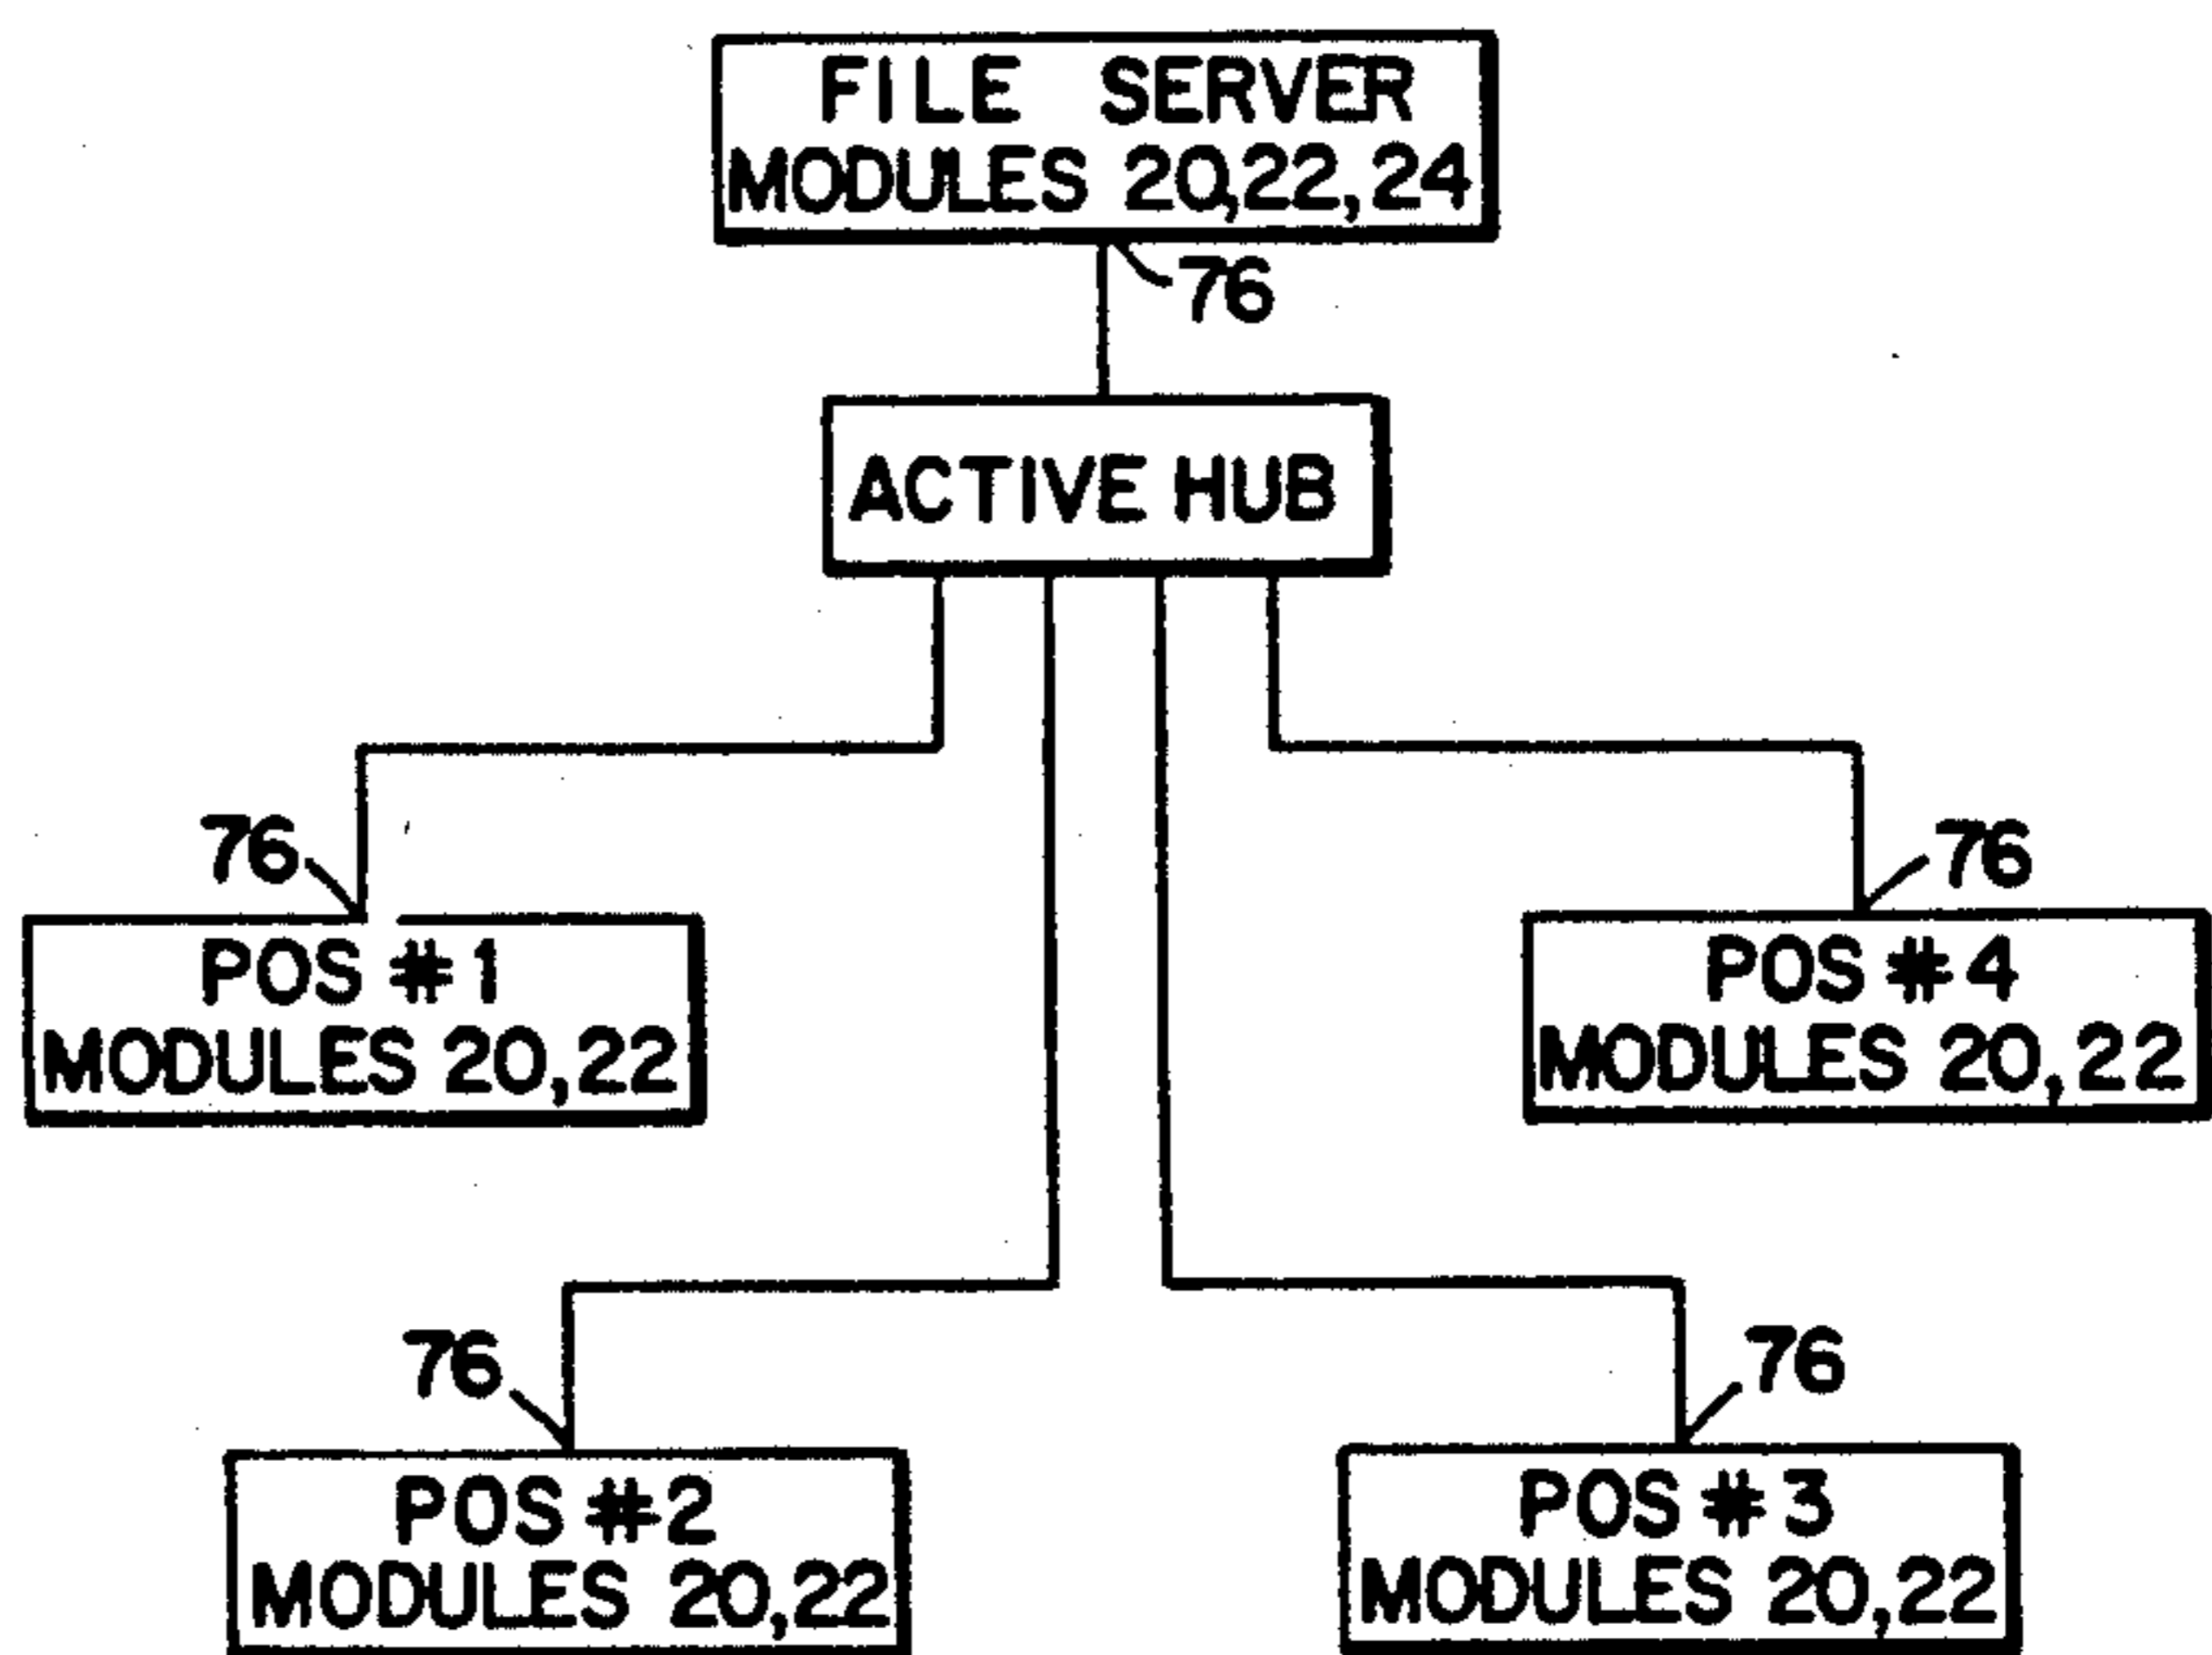 FILE SERVER
MODULES 20,22,24
76
ACTIVE HUB
76
76
POS #1
MODULES 20,22
POS #4
MODULES 20,22
76
76
POS #2
MODULES 20,22
POS #3
MODULES 20,22